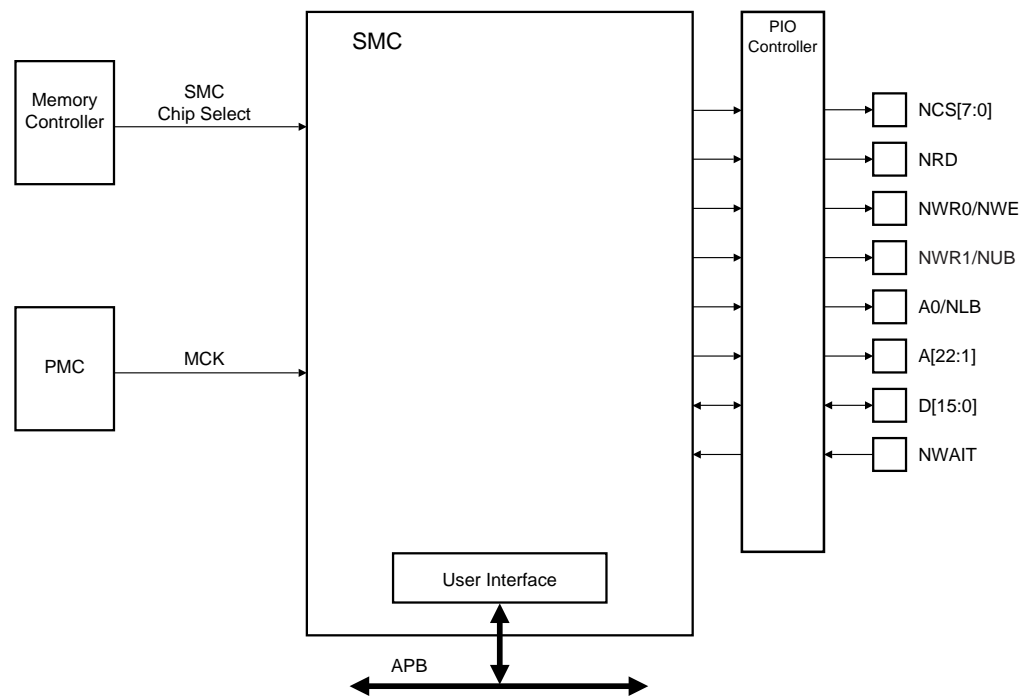 SMC
PIO
Controller
Memory
Controller
SMC
Chip Select
NCS[7:0]
NRD
NWR0/NWE
NWR1/NUB
A0/NLB
PMC
MCK
A[22:1]
D[15:0]
NWAIT
User Interface
APB